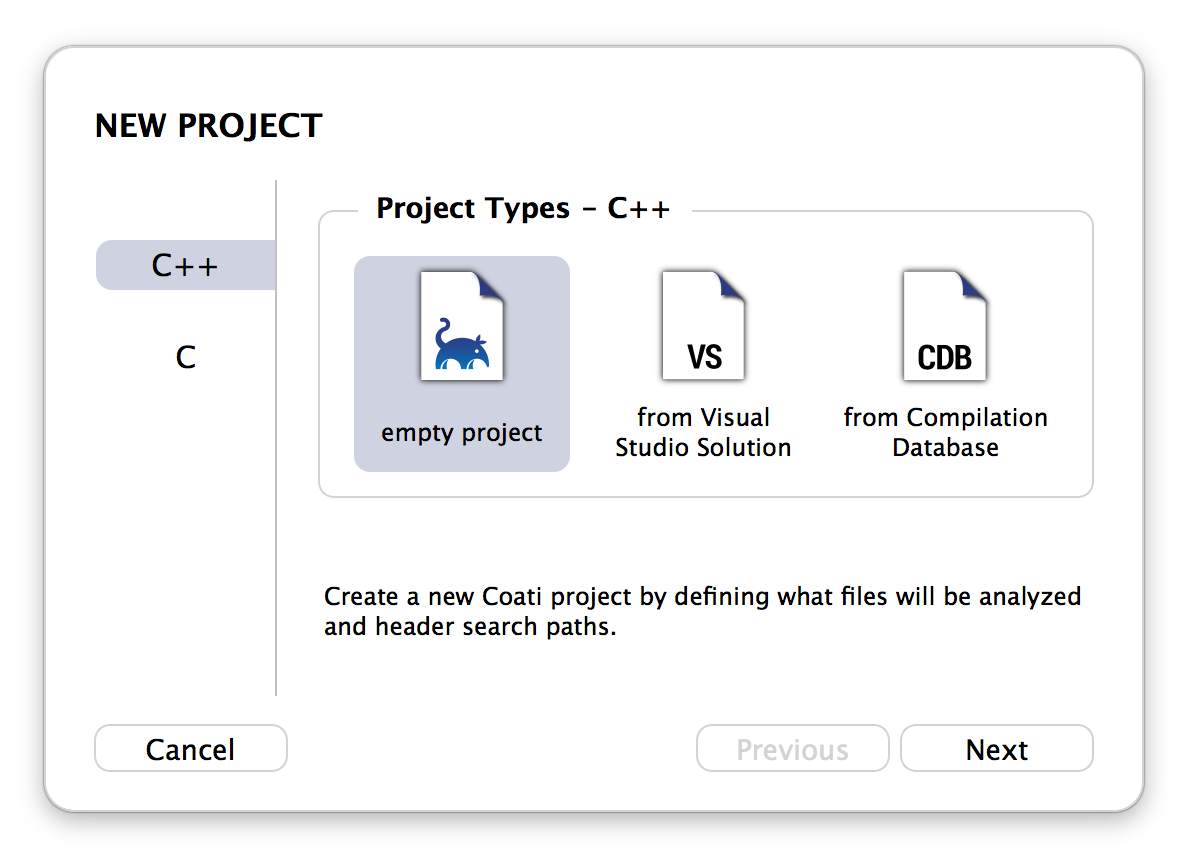 NEW PROJECT
C++
C
Project Types – C++
empty project
VS
from Visual
Studio Solution
CDB
from Compilation
Database
Create a new Coati project by defining what files will be analyzed
and header search paths.
Cancel
Previous
Next